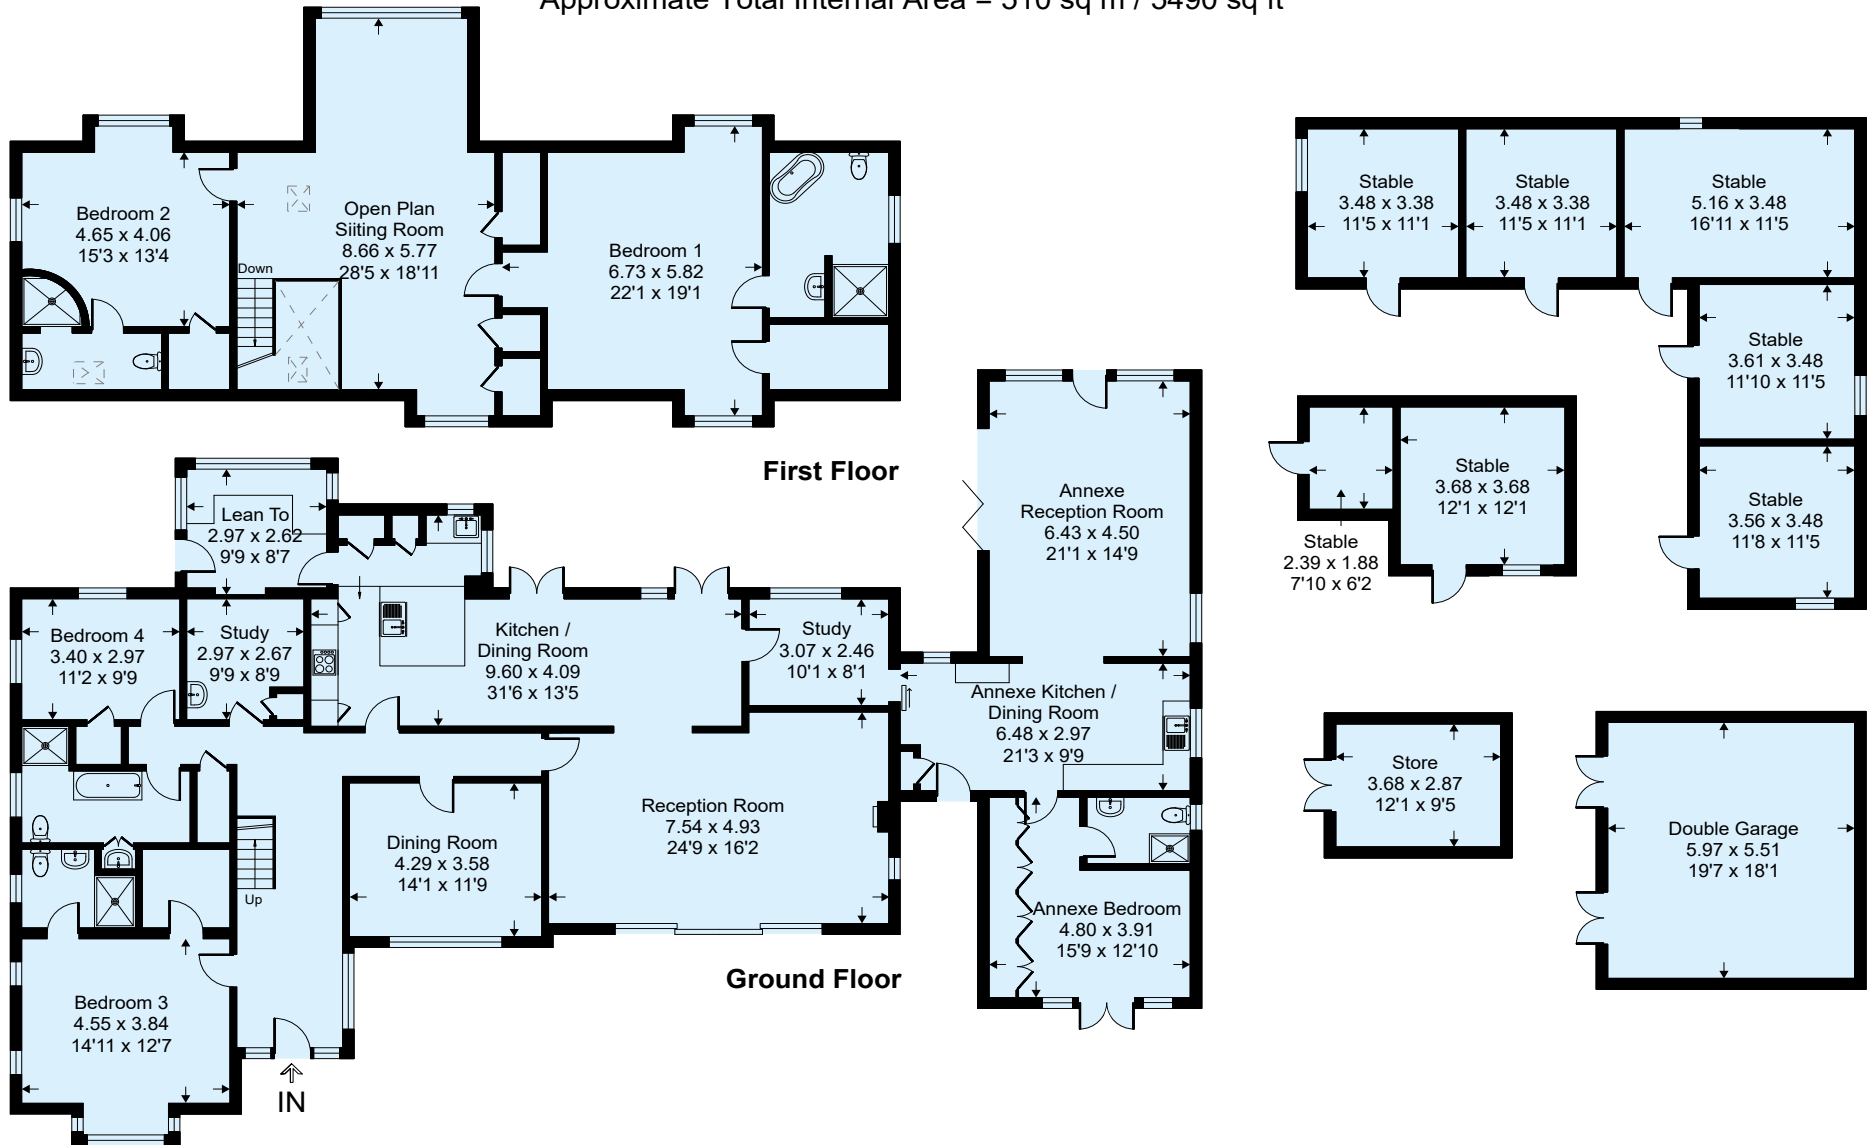 Approximate Total Internal Area = 510 sq m / 5490 sq ft
Bedroom 2
4.65 x 4.06
15'3 x 13'4
Down
Open Plan
Siiting Room
8.66 x 5.77
28'5 x 18'11
Bedroom 1
6.73 x 5.82
22'1 x 19'1
First Floor
Stable
3.48 x 3.38
11'5 x 11'1
Stable
3.48 x 3.38
11'5 x 11'1
Stable
5.16 x 3.48
16'11 x 11'5
Stable
3.61 x 3.48
11'10 x 11'5
Stable
3.56 x 3.48
11'8 x 11'5
Stable
3.68 x 3.68
12'1 x 12'1
Stable
2.39 x 1.88
7'10 x 6'2
Lean To
2.97 x 2.62
9'9 x 8'7
Bedroom 4
3.40 x 2.97
11'2 x 9'9
Study
2.97 x 2.67
9'9 x 8'9
Kitchen /
Dining Room
9.60 x 4.09
31'6 x 13'5
Study
3.07 x 2.46
10'1 x 8'1
Annexe
Reception Room
6.43 x 4.50
21'1 x 14'9
Annexe Kitchen /
Dining Room
6.48 x 2.97
21'3 x 9'9
Dining Room
4.29 x 3.58
14'1 x 11'9
Reception Room
7.54 x 4.93
24'9 x 16'2
Up
Annexe Bedroom
4.80 x 3.91
15'9 x 12'10
Ground Floor
Bedroom 3
4.55 x 3.84
14'11 x 12'7
IN
Store
3.68 x 2.87
12'1 x 9'5
Double Garage
5.97 x 5.51
19'7 x 18'1